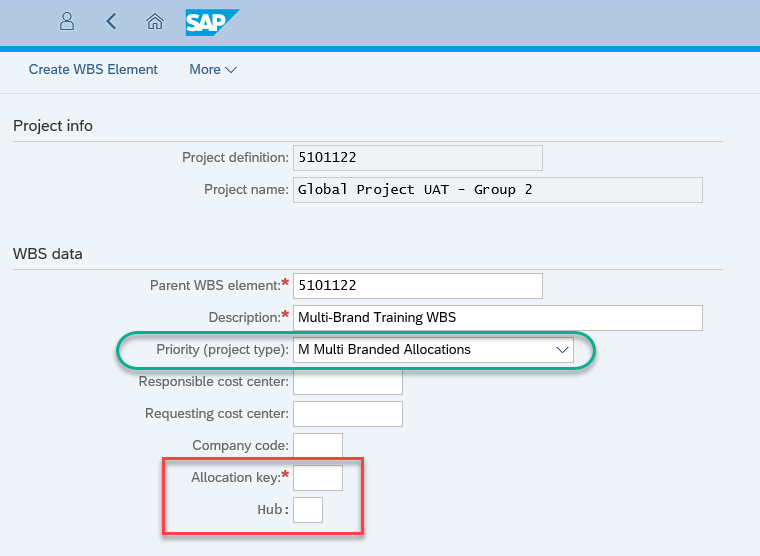 SAP
Create WBS Element More
Project info
Project definition: 5101122
Project name: Global Project UAT - Group 2
WBS data
Parent WBS element:* 5101122
Description:* Multi-Brand Training WBS
Priority (project type): M Multi Branded Allocations
Responsible cost center:
Requesting cost center:
Company code:
Allocation key:*
Hub: